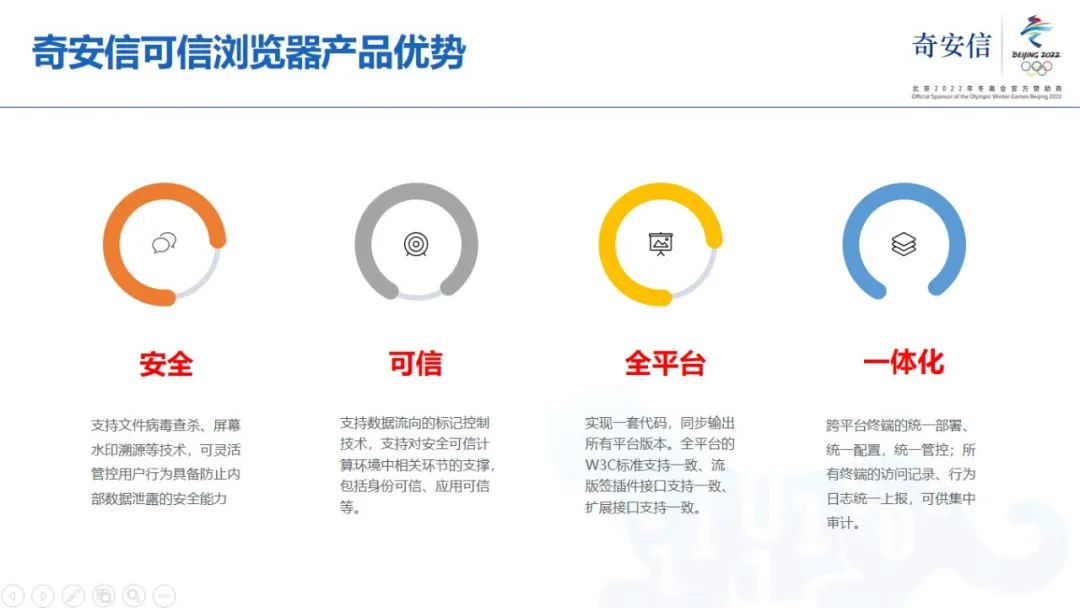 奇安信可信浏览器产品优势
奇安信
BEIJING 2022
北京2022年冬奥会官方赞助商
Official Sponsor of the Olympic Winter Games Beijing 2022
安全
支持文件病毒查杀、屏幕
水印溯源等技术，可灵活
管控用户行为具备防止内
部数据泄露的安全能力
可信
支持数据流向的标记控制
技术，支持对安全可信计
算环境中相关环节的支撑，
包括身份可信、应用可信
等。
全平台
实现一套代码，同步输出
所有平台版本。全平台的
W3C标准支持一致、流
版签插件接口支持一致、
扩展接口支持一致。
一体化
跨平台终端的统一部署、
统一配置，统一管控；所
有终端的访问记录、行为
日志统一上报，可供集中
审计。